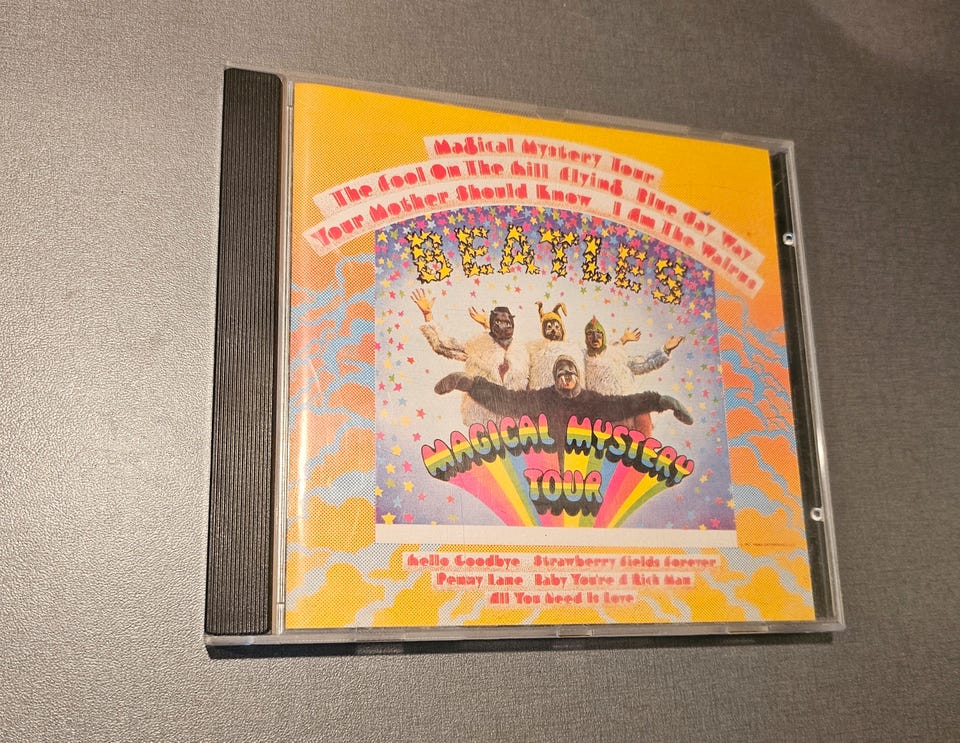 Magical Mystery Tour
The Fool On The Hill Flying Blue Jay Way
Your Mother Should Know I Am The Walrus
BEATLES
MAGICAL MYSTERY
TOUR
Hello Goodbye Strawberry Fields Forever
Penny Lane Baby You're A Rich Man
All You Need Is Love